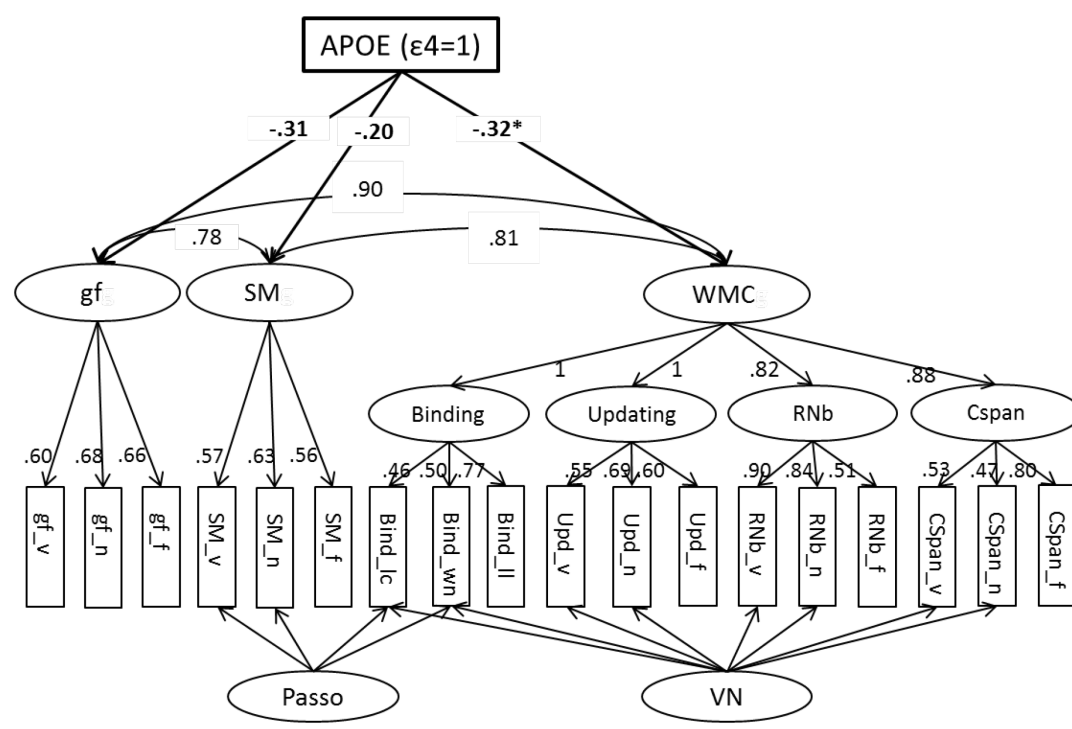 APOE (ε4=1)
-.31
-.20
-.32*
.90
.78
.81
gf
SM
WMC
1
1
.82
.88
Binding
Updating
RNb
Cspan
.60
.68
.66
.57
.63
.56
.46
.50
.77
.55
.69
.60
.90
.84
.51
.53
.47
.80
gf_v
gf_n
gf_f
SM_v
SM_n
SM_f
Bind_lc
Bind_wn
Bind_ll
Upd_v
Upd_n
Upd_f
RNb_v
RNb_n
RNb_f
CSpan_v
CSpan_n
CSpan_f
Passo
VN